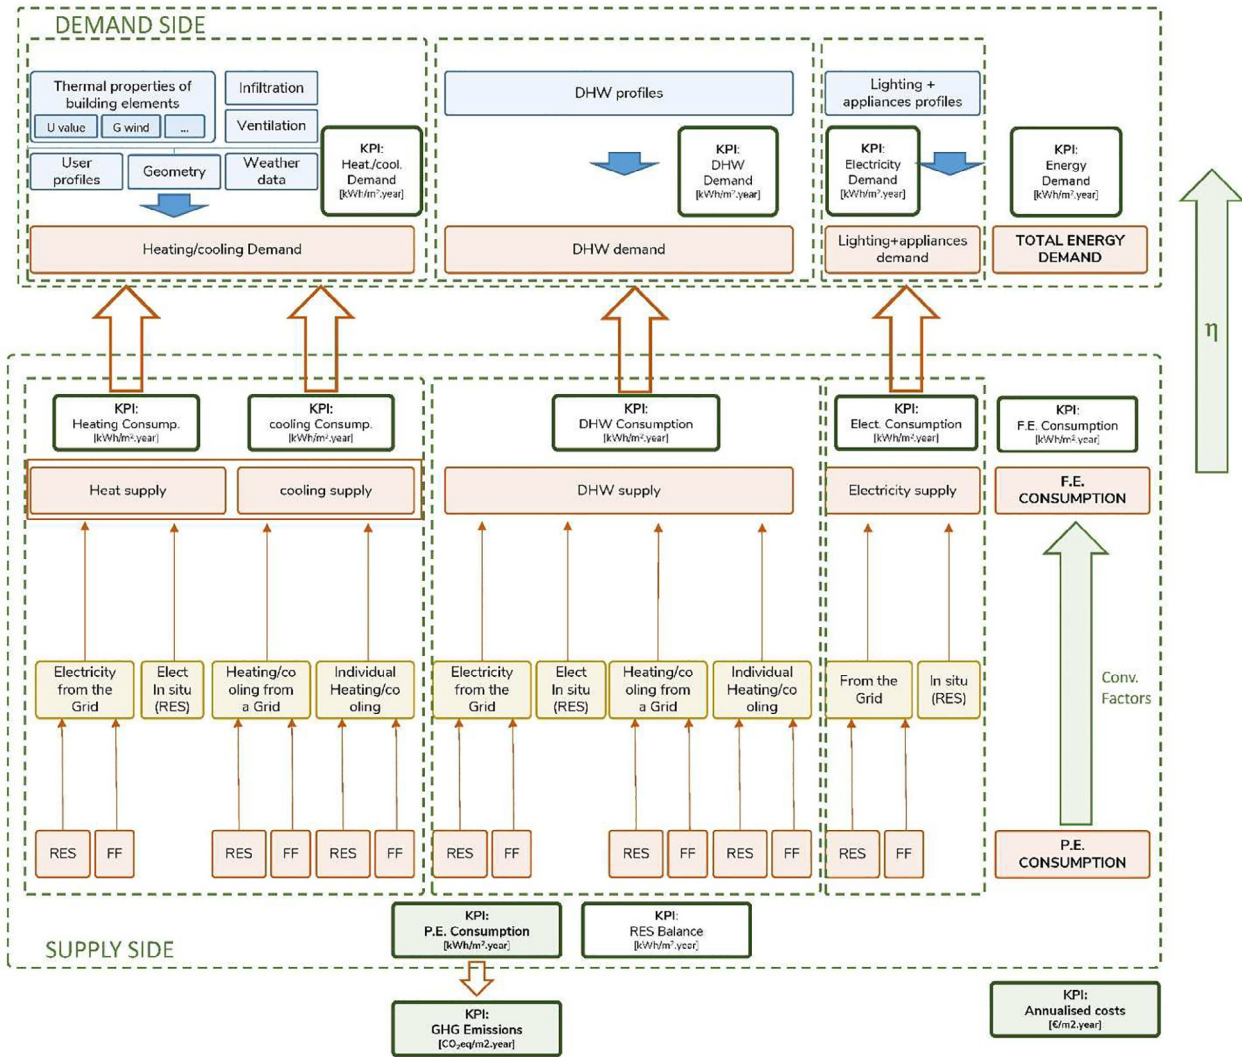 DEMAND SIDE
Thermal properties of
building elements
U value
G wind
...
Infiltration
Ventilation
User
profiles
Geometry
Weather
data
KPI:
Heat./cool.
Demand
[kWh/m².year]
Heating/cooling Demand
DHW profiles
KPI:
DHW
Demand
[kWh/m².year]
DHW demand
Lighting +
appliances profiles
KPI:
Electricity
Demand
[kWh/m².year]
Lighting+appliances
demand
KPI:
Energy
Demand
[kWh/m².year]
TOTAL ENERGY
DEMAND
η
KPI:
Heating Consump.
[kWh/m².year]
KPI:
cooling Consump.
[kWh/m².year]
KPI:
DHW Consumption
[kWh/m².year]
KPI:
Elect. Consumption
[kWh/m².year]
KPI:
F.E. Consumption
[kWh/m².year]
Heat supply
cooling supply
DHW supply
Electricity supply
F.E.
CONSUMPTION
Electricity
from the
Grid
Elect
In situ
(RES)
Heating/co
oling from
a Grid
Individual
Heating/co
oling
Electricity
from the
Grid
Elect
In situ
(RES)
Heating/co
oling from
a Grid
Individual
Heating/co
oling
From the
Grid
In situ
(RES)
Conv.
Factors
RES
FF
RES
FF
RES
FF
RES
FF
RES
FF
RES
FF
RES
FF
P.E.
CONSUMPTION
SUPPLY SIDE
KPI:
P.E. Consumption
[kWh/m².year]
KPI:
RES Balance
[kWh/m².year]
KPI:
GHG Emissions
[CO₂eq/m2.year]
KPI:
Annualised costs
[€/m2.year]